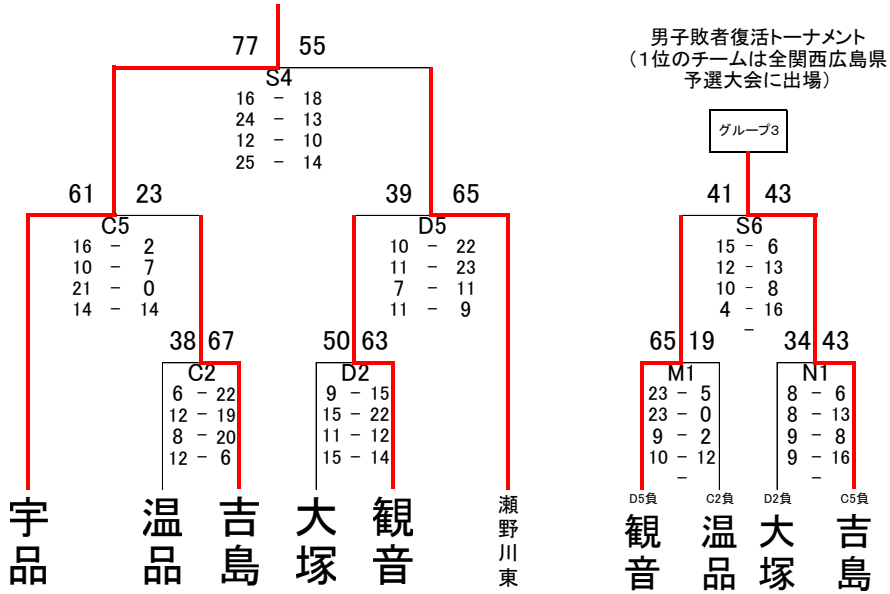 77 55
S4
16 - 18
24 - 13
12 - 10
25 - 14
61 23
C5
16 - 2
10 - 7
21 - 0
14 - 14
39 65
D5
10 - 22
11 - 23
7 - 11
11 - 9
38 67
C2
6 - 22
12 - 19
8 - 20
12 - 6
50 63
D2
9 - 15
15 - 22
11 - 12
15 - 14
宇品
温品
吉島
大塚
観音
瀬野川東
男子敗者復活トーナメント
(1位のチームは全関西広島県
予選大会に出場)
グループ3
41 43
S6
15 - 6
12 - 13
10 - 8
4 - 16
-
65 19
M1
23 - 5
23 - 0
9 - 2
10 - 12
-
34 43
N1
8 - 6
8 - 13
9 - 8
9 - 16
-
D5負
観音
C2負
温品
D2負
大塚
C5負
吉島